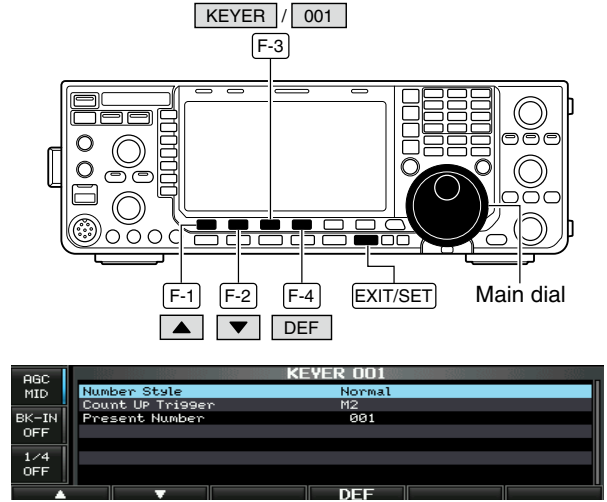 KEYER / 001
F-3
F-1 F-2 F-4 EXIT/SET Main dial
▲ ▼ DEF
KEYER 001
AGC
MID
Number Style Normal
Count UP Trigger M2
BK-IN
OFF
Present Number 001
1/4
OFF
▲ ▼ DEF